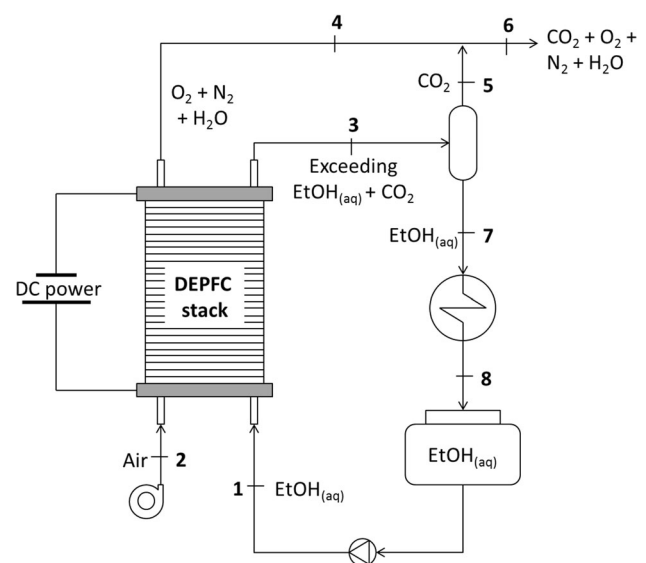 4
6
CO₂ + O₂ +
N₂ + H₂O
CO₂
5
O₂ + N₂
+ H₂O
3
Exceeding
EtOH(aq) + CO₂
EtOH(aq)
7
DC power
DEPFC
stack
8
EtOH(aq)
Air
2
1
EtOH(aq)